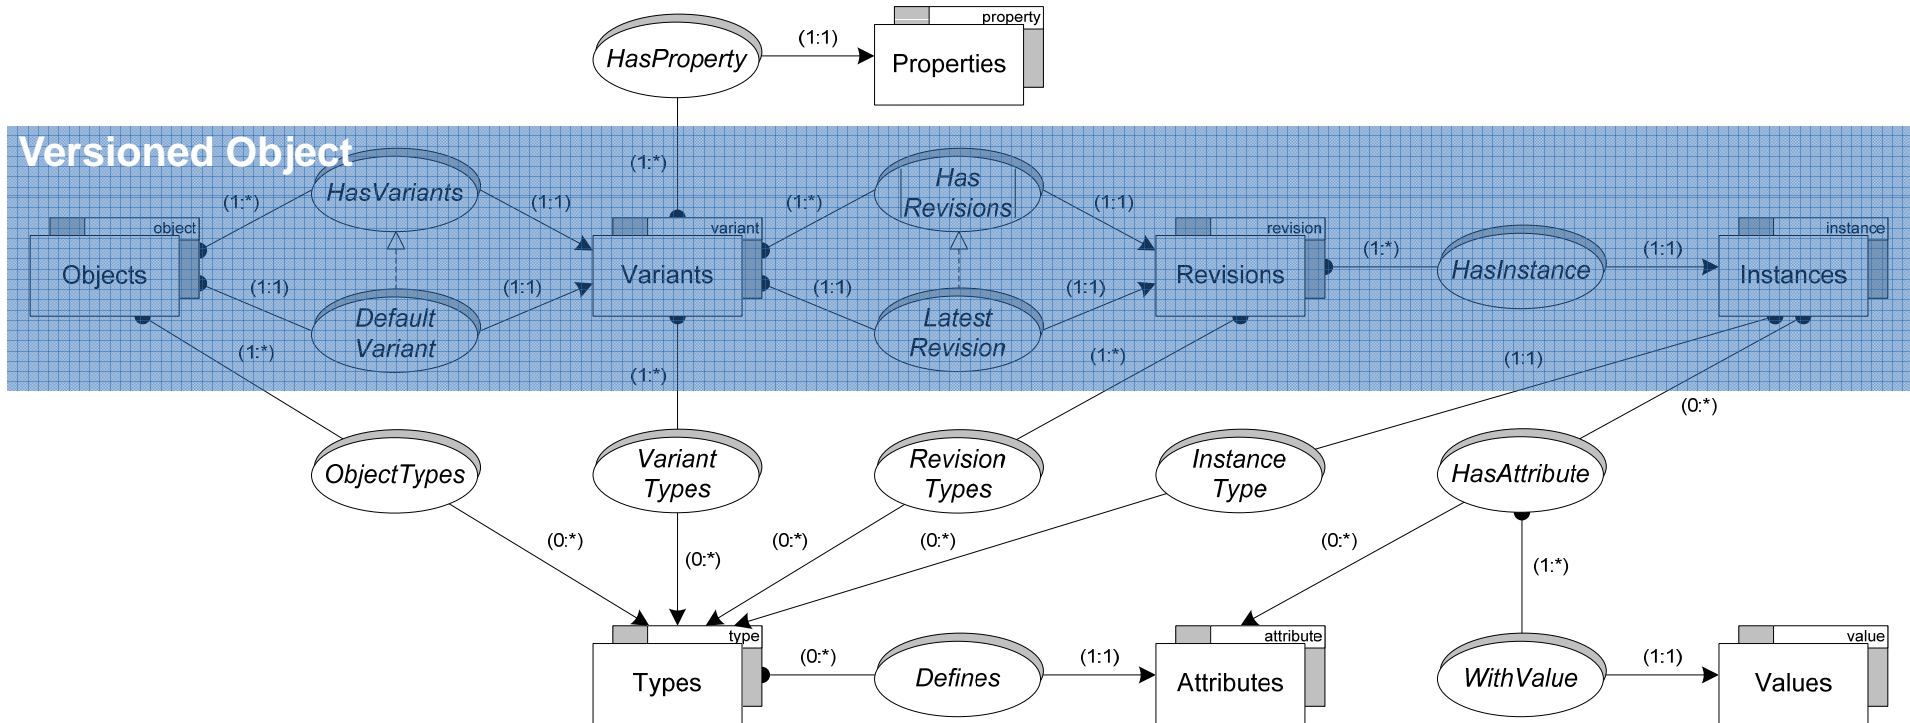 property
HasProperty
(1:1)
Properties
Versioned Object
(1:*)
HasVariants
Has
Revisions
(1:*)
(1:1)
(1:*)
(1:1)
object
variant
revision
instance
Objects
Variants
Revisions
(1:*)
HasInstance
(1:1)
Instances
(1:1)
(1:1)
(1:1)
(1:1)
Default
Variant
Latest
Revision
(1:*)
(1:*)
(1:*)
(1:1)
(0:*)
ObjectTypes
Variant
Types
Revision
Types
Instance
Type
HasAttribute
(0:*)
(0:*)
(0:*)
(0:*)
(0:*)
(1:*)
type
attribute
value
Types
(0:*)
Defines
(1:1)
Attributes
WithValue
(1:1)
Values